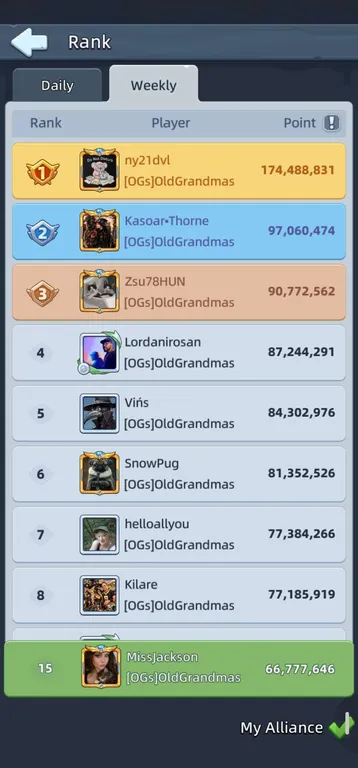 Rank
Daily
Weekly
Rank
Player
Point
1
ny21dvl
[OGs]OldGrandmas
174,488,831
2
Kasoar•Thorne
[OGs]OldGrandmas
97,060,474
3
Zsu78HUN
[OGs]OldGrandmas
90,772,562
4
Lordanirosan
[OGs]OldGrandmas
87,244,291
5
Vińs
[OGs]OldGrandmas
84,302,976
6
SnowPug
[OGs]OldGrandmas
81,352,526
7
helloallyou
[OGs]OldGrandmas
77,384,266
8
Kilare
[OGs]OldGrandmas
77,185,919
15
MissJackson
[OGs]OldGrandmas
66,777,646
My Alliance